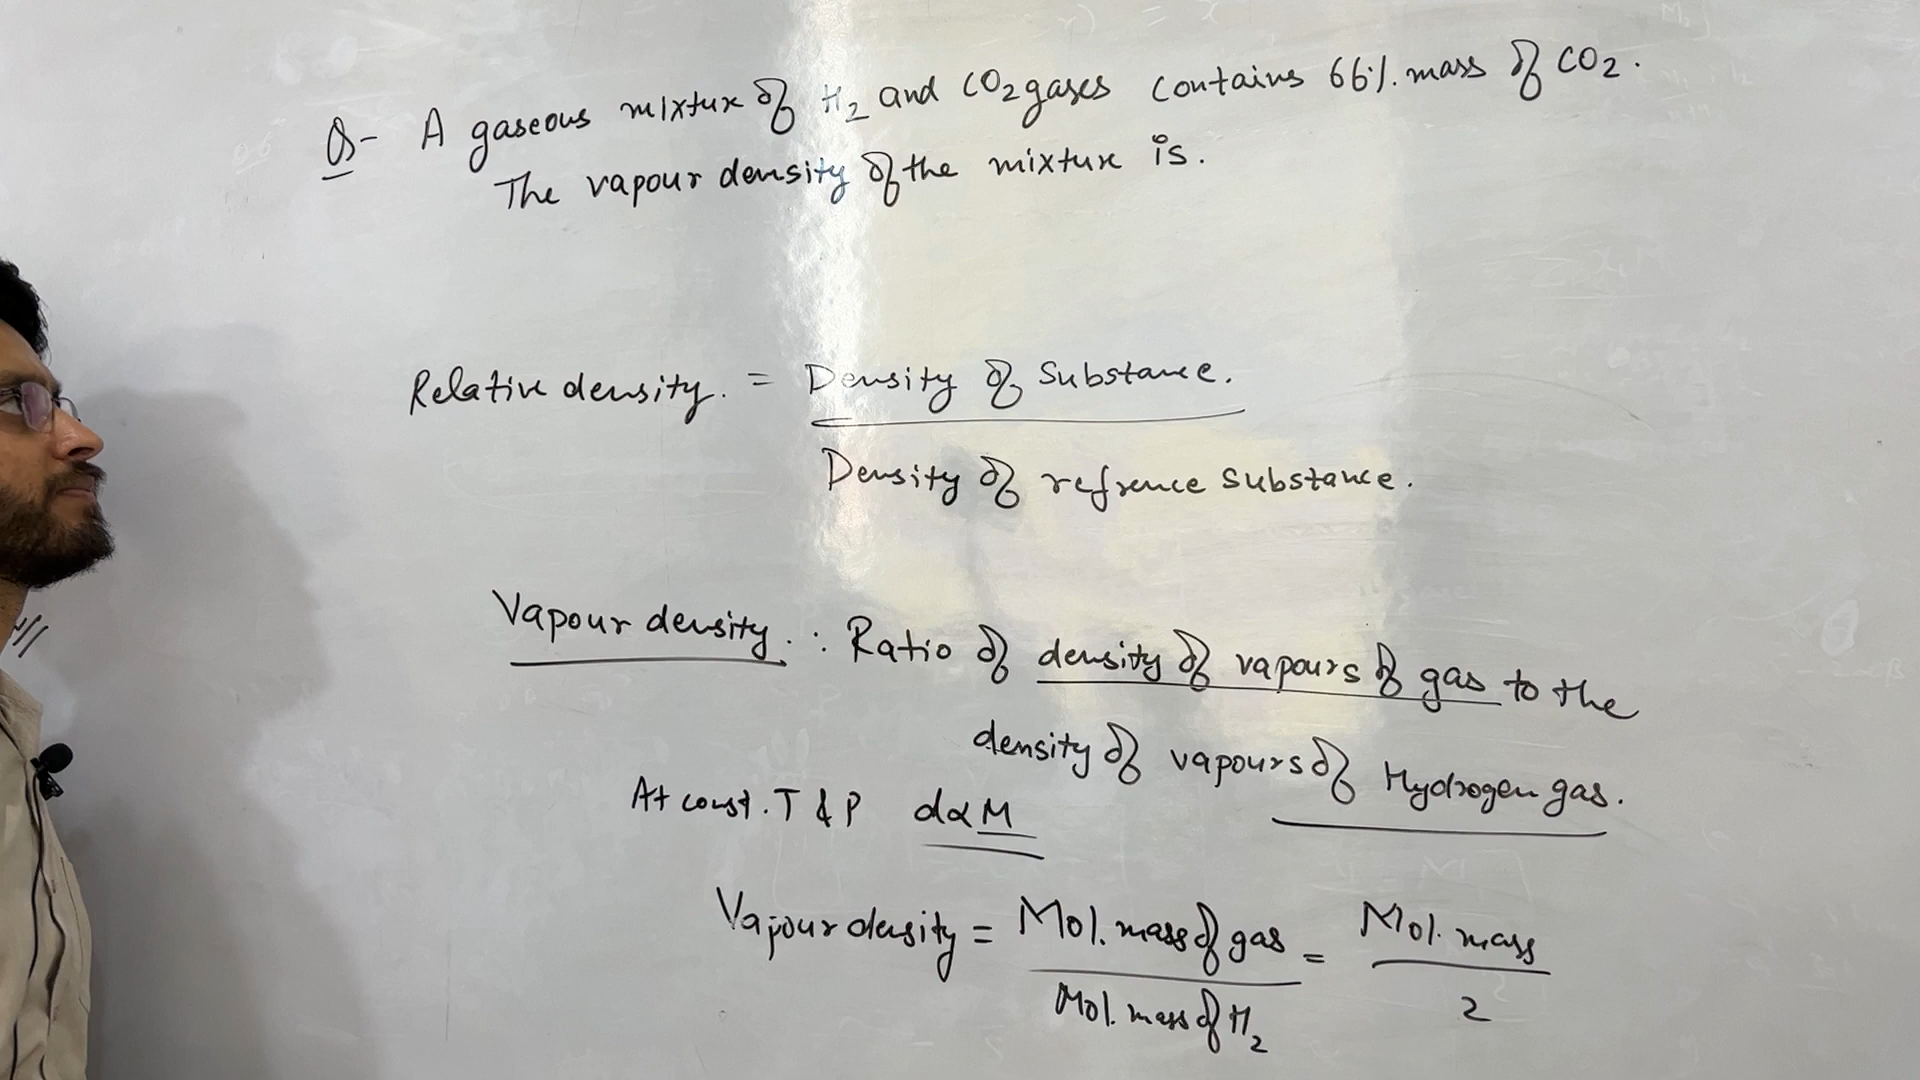 Q- A gaseous mixture of H₂ and CO₂ gases contains 66% mass of CO₂.
The vapour density of the mixture is.
Relative density. = Density of Substance.
Density of refrence substance.
Vapour density. : Ratio of density of vapours of gas to the
density of vapours of Hydrogen gas.
At const. T & P d α M
Vapour density = Mol. mass of gas = Mol. mass
Mol. mass of H₂ 2